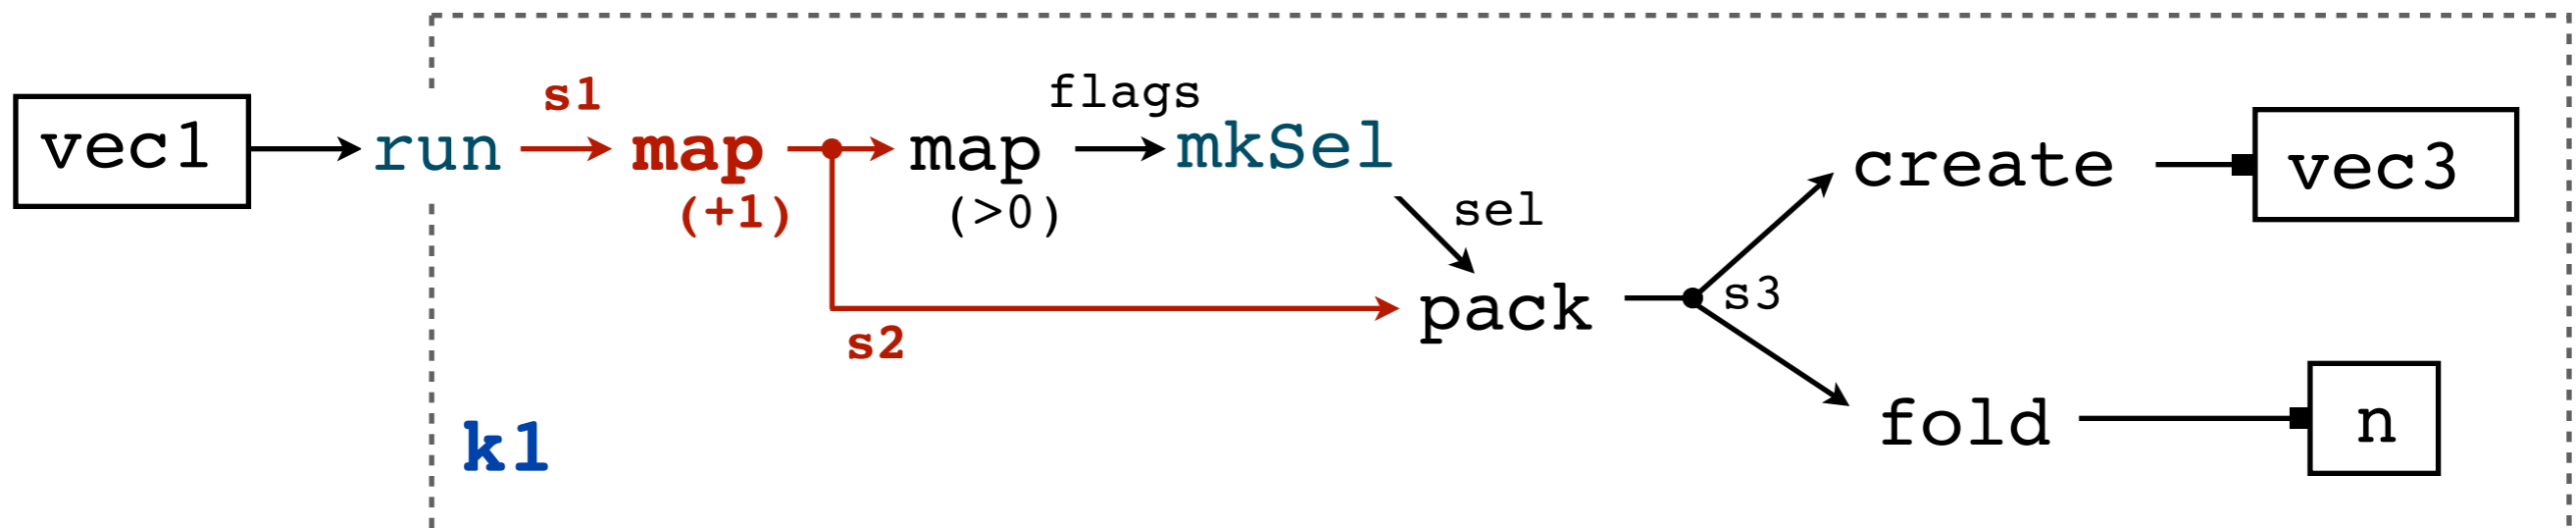 s1 flags
vec1 run map map mkSel create vec3
(+1) (>0) sel
pack s3
s2
k1 fold n